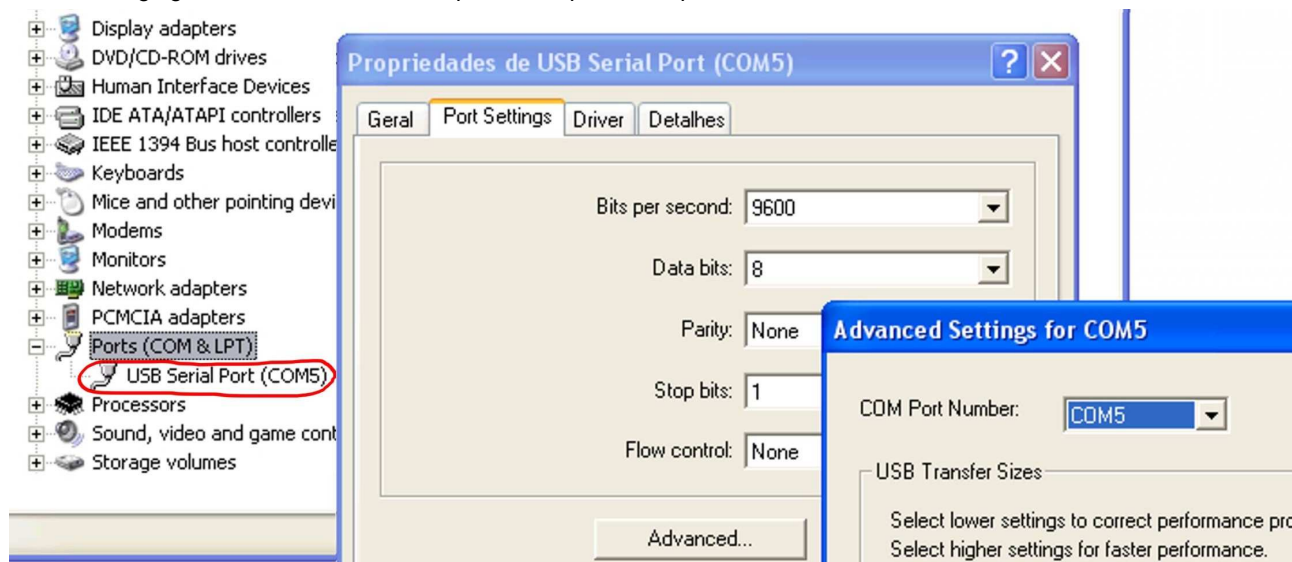 Display adapters
DVD/CD-ROM drives
Human Interface Devices
IDE ATA/ATAPI controllers
IEEE 1394 Bus host controlle
Keyboards
Mice and other pointing devi
Modems
Monitors
Network adapters
PCMCIA adapters
Ports (COM & LPT)
USB Serial Port (COM5)
Processors
Sound, video and game cont
Storage volumes
Propriedades de USB Serial Port (COM5)
Geral Port Settings Driver Detalhes
Bits per second: 9600
Data bits: 8
Parity: None
Stop bits: 1
Flow control: None
Advanced...
Advanced Settings for COM5
COM Port Number: COM5
USB Transfer Sizes
Select lower settings to correct performance pro
Select higher settings for faster performance.